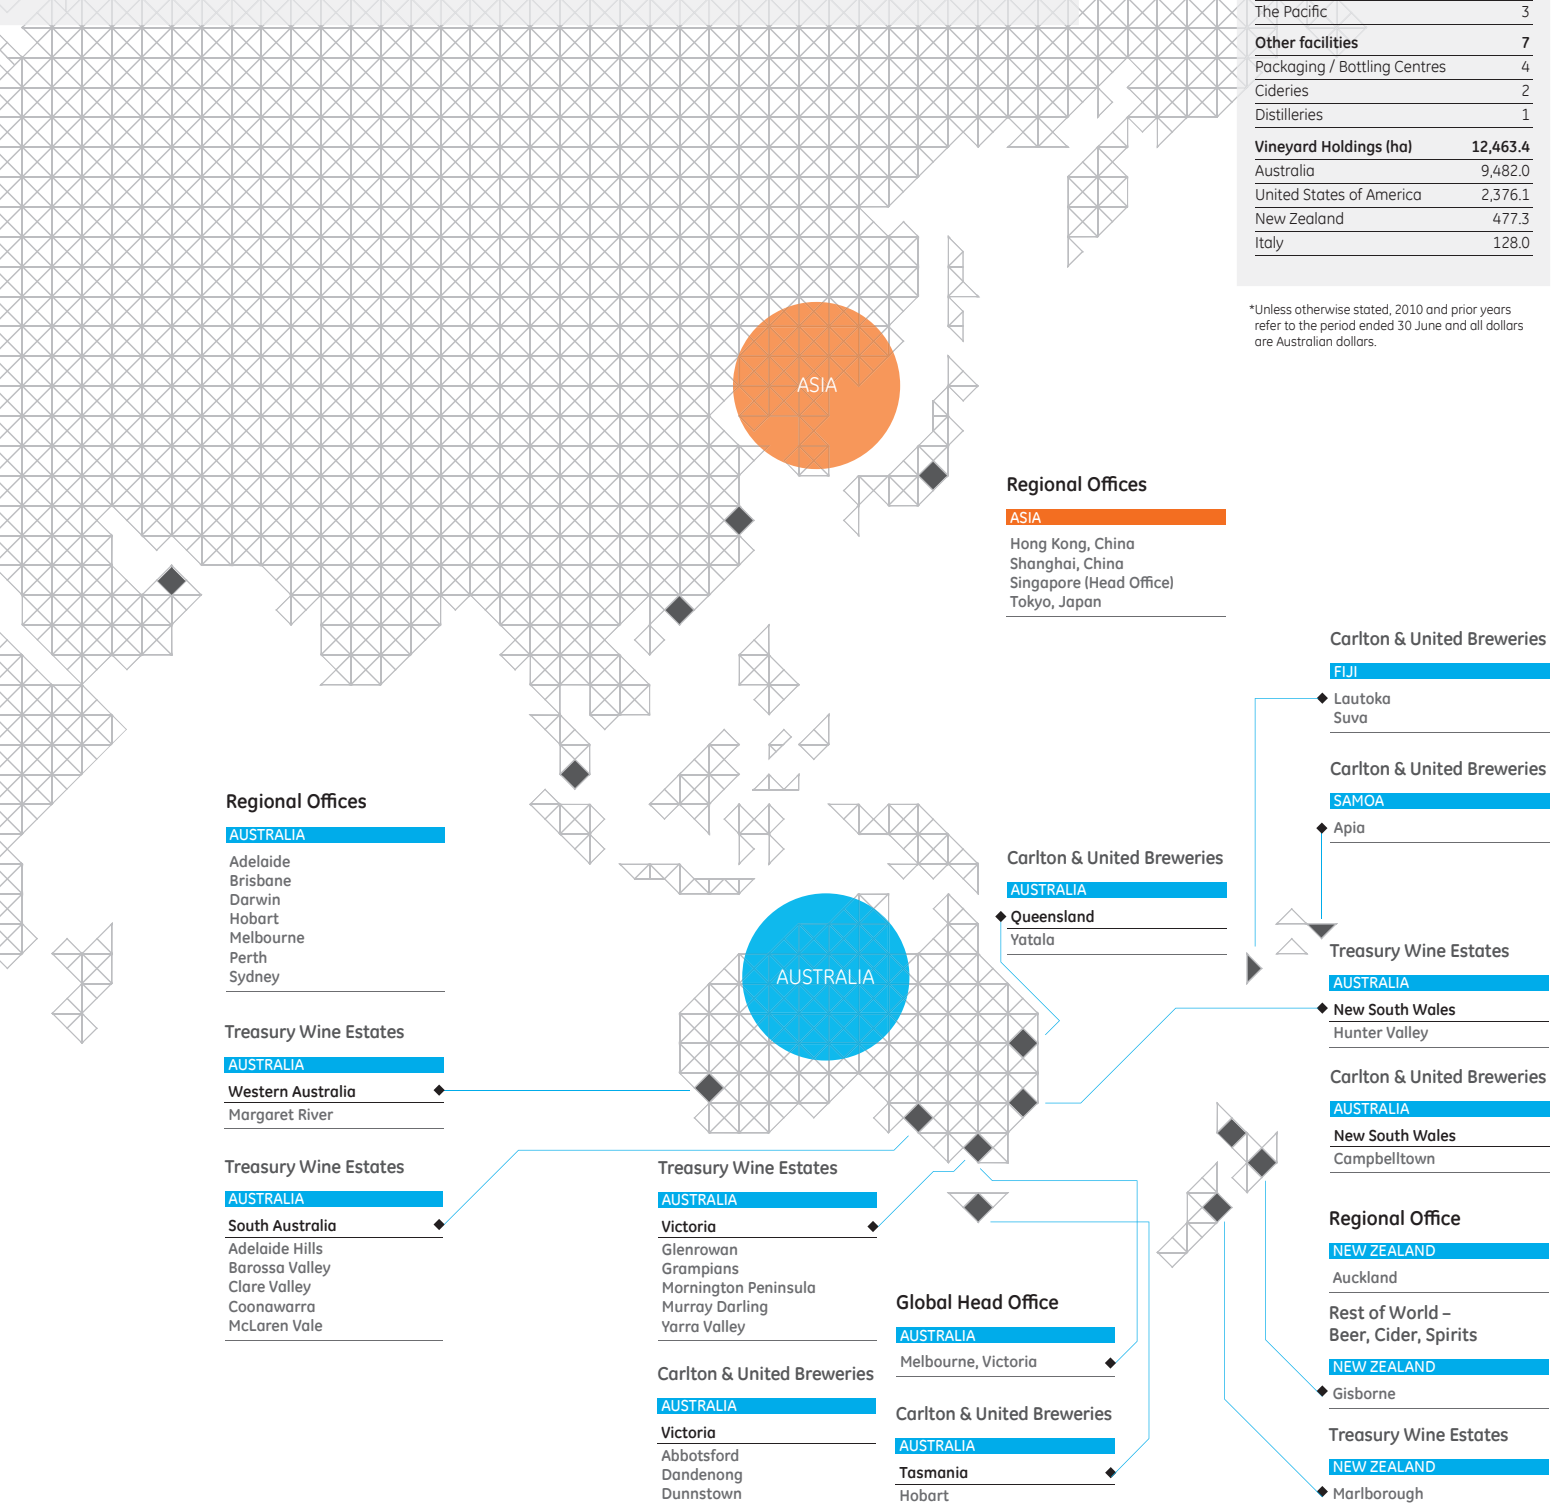 The Pacific 3
Other facilities 7
Packaging / Bottling Centres 4
Cideries 2
Distilleries 1
Vineyard Holdings (ha) 12,463.4
Australia 9,482.0
United States of America 2,376.1
New Zealand 477.3
Italy 128.0
*Unless otherwise stated, 2010 and prior years
refer to the period ended 30 June and all dollars
are Australian dollars.
ASIA
Regional Offices
ASIA
Hong Kong, China
Shanghai, China
Singapore (Head Office)
Tokyo, Japan
Carlton & United Breweries
FIJI
Lautoka
Suva
Carlton & United Breweries
SAMOA
Apia
Regional Offices
AUSTRALIA
Adelaide
Brisbane
Darwin
Hobart
Melbourne
Perth
Sydney
AUSTRALIA
Carlton & United Breweries
AUSTRALIA
Queensland
Yatala
Treasury Wine Estates
AUSTRALIA
New South Wales
Hunter Valley
Treasury Wine Estates
AUSTRALIA
Western Australia
Margaret River
Carlton & United Breweries
AUSTRALIA
New South Wales
Campbelltown
Treasury Wine Estates
AUSTRALIA
South Australia
Adelaide Hills
Barossa Valley
Clare Valley
Coonawarra
McLaren Vale
Treasury Wine Estates
AUSTRALIA
Victoria
Glenrowan
Grampians
Mornington Peninsula
Murray Darling
Yarra Valley
Carlton & United Breweries
AUSTRALIA
Victoria
Abbotsford
Dandenong
Dunnstown
Global Head Office
AUSTRALIA
Melbourne, Victoria
Carlton & United Breweries
AUSTRALIA
Tasmania
Hobart
Regional Office
NEW ZEALAND
Auckland
Rest of World –
Beer, Cider, Spirits
NEW ZEALAND
Gisborne
Treasury Wine Estates
NEW ZEALAND
Marlborough